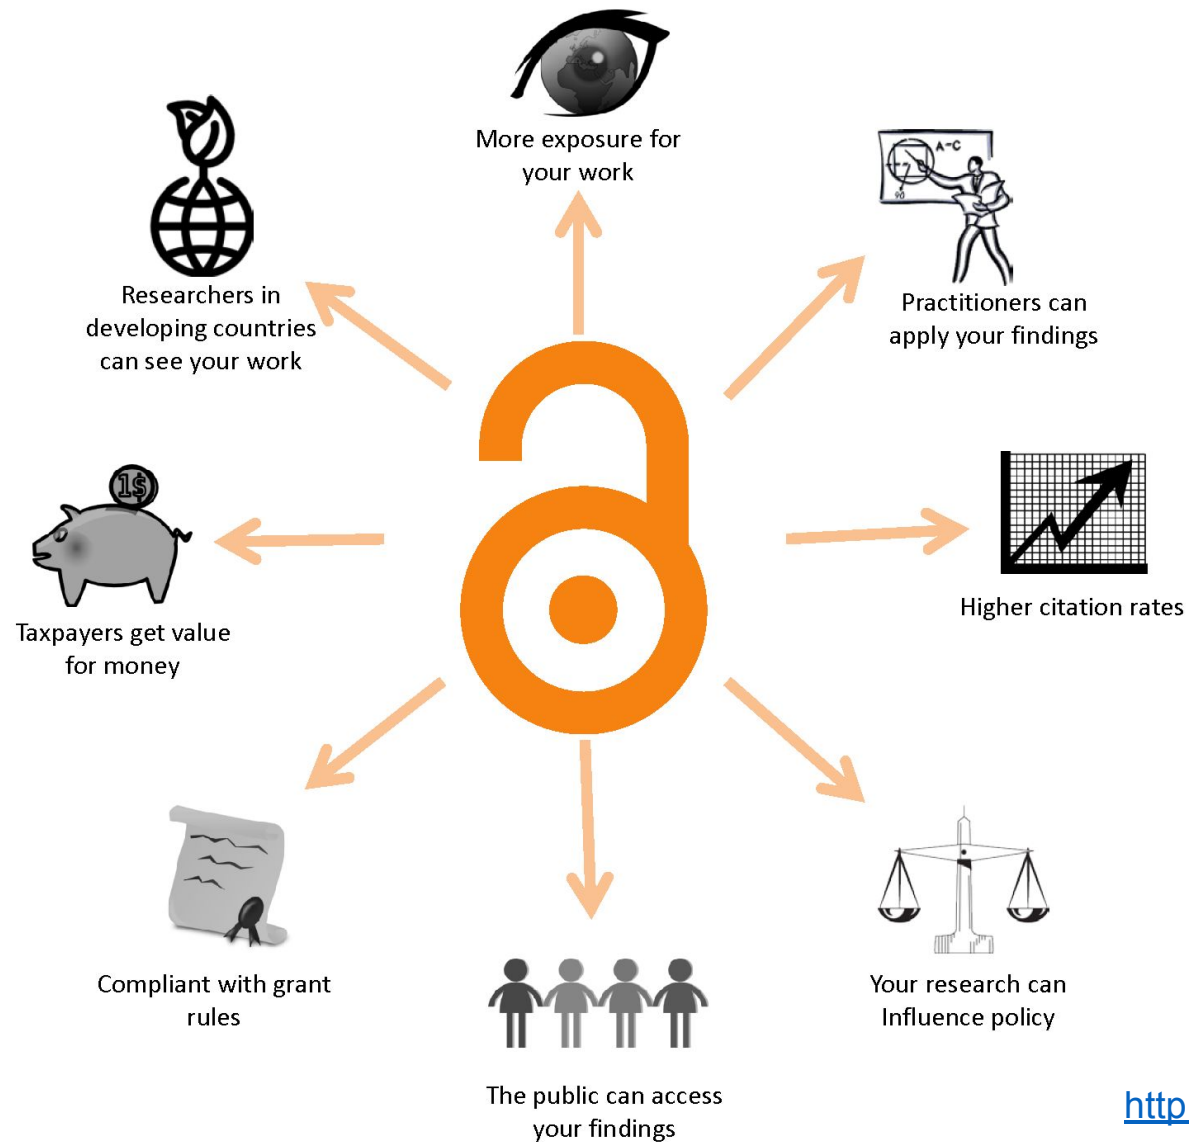 More exposure for
your work
A-C
90
Practitioners can
apply your findings
Researchers in
developing countries
can see your work
1$
Higher citation rates
Taxpayers get value
for money
Compliant with grant
rules
Your research can
Influence policy
The public can access
your findings
http